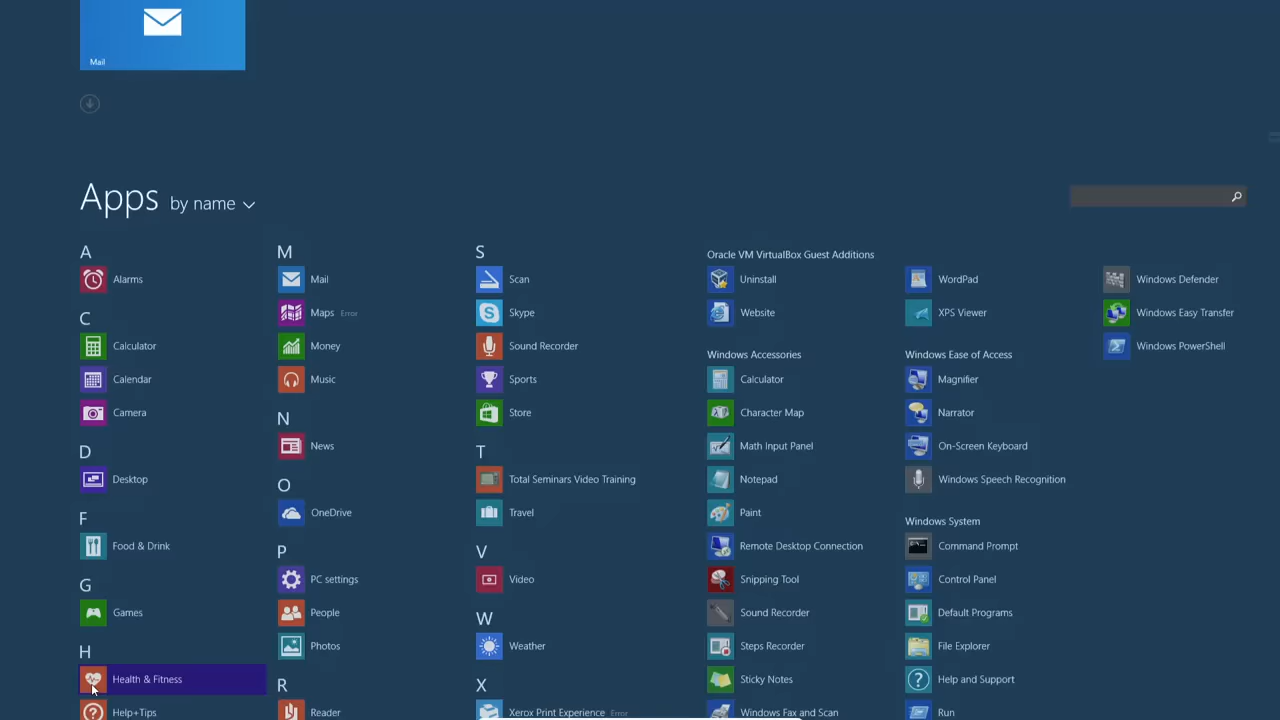 Mail
Apps by name
A
Alarms
C
Calculator
Calendar
Camera
D
Desktop
F
Food & Drink
G
Games
H
Health & Fitness
Help+Tips
M
Mail
Maps Error
Money
Music
N
News
O
OneDrive
P
PC settings
People
Photos
R
Reader
S
Scan
Skype
Sound Recorder
Sports
Store
T
Total Seminars Video Training
Travel
V
Video
W
Weather
X
Xerox Print Experience Error
Oracle VM VirtualBox Guest Additions
Uninstall
Website
Windows Accessories
Calculator
Character Map
Math Input Panel
Notepad
Paint
Remote Desktop Connection
Snipping Tool
Sound Recorder
Steps Recorder
Sticky Notes
Windows Fax and Scan
WordPad
XPS Viewer
Windows Ease of Access
Magnifier
Narrator
On-Screen Keyboard
Windows Speech Recognition
Windows System
Command Prompt
Control Panel
Default Programs
File Explorer
Help and Support
Run
Windows Defender
Windows Easy Transfer
Windows PowerShell